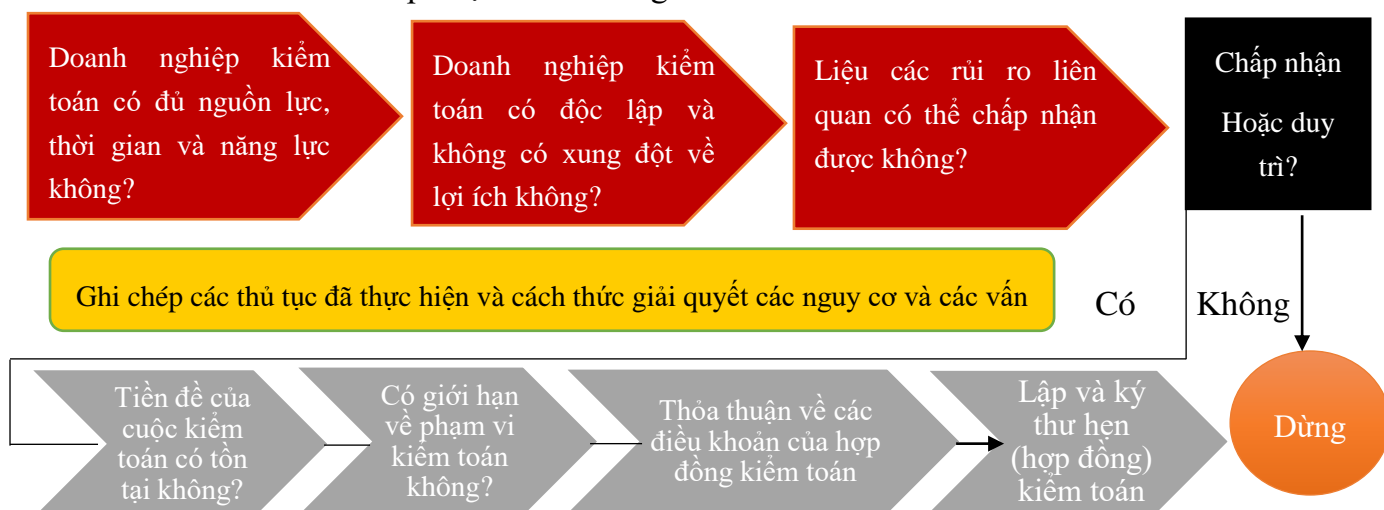 Doanh nghiệp kiểm
toán có đủ nguồn lực,
thời gian và năng lực
không?
Doanh nghiệp kiểm
toán có độc lập và
không có xung đột về
lợi ích không?
Liệu các rủi ro liên
quan có thể chấp nhận
được không?
Chấp nhận
Hoặc duy
trì?
Ghi chép các thủ tục đã thực hiện và cách thức giải quyết các nguy cơ và các vấn
Có
Không
Tiền đề của
cuộc kiểm
toán có tồn
tại không?
Có giới hạn
về phạm vi
kiểm toán
không?
Thỏa thuận về các
điều khoản của hợp
đồng kiểm toán
Lập và ký
thư hẹn
(hợp đồng)
kiểm toán
Dừng